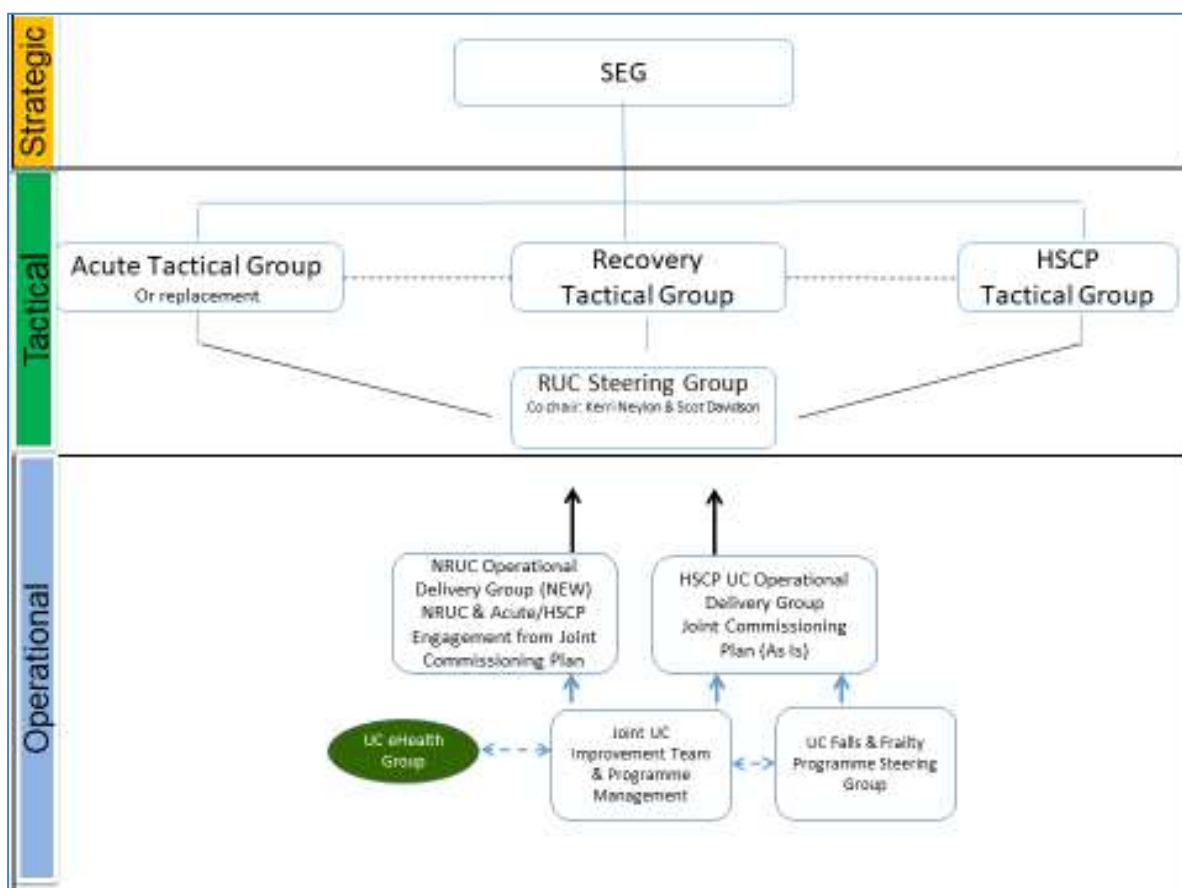 Strategic
SEG
Tactical
Acute Tactical Group
Or replacement
Recovery
Tactical Group
HSCP
Tactical Group
RUC Steering Group
Co chair: Kerri Neylon & Scot Davidson
Operational
NRUC Operational
Delivery Group (NEW)
NRUC & Acute/HSCP
Engagement from Joint
Commissioning Plan
HSCP UC Operational
Delivery Group
Joint Commissioning
Plan (As Is)
UC eHealth
Group
Joint UC
Improvement Team
& Programme
Management
UC Falls & Frailty
Programme Steering
Group